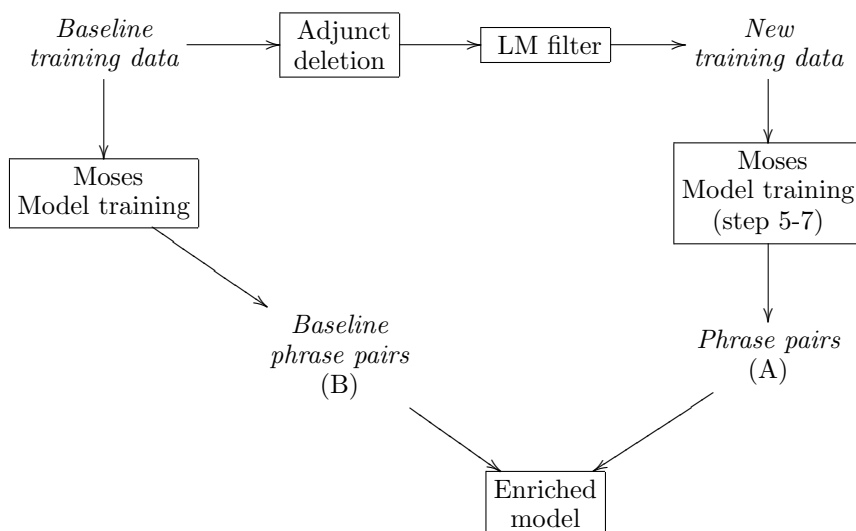 Baseline
training data
Adjunct
deletion
LM filter
New
training data
Moses
Model training
Moses
Model training
(step 5-7)
Baseline
phrase pairs
(B)
Phrase pairs
(A)
Enriched
model